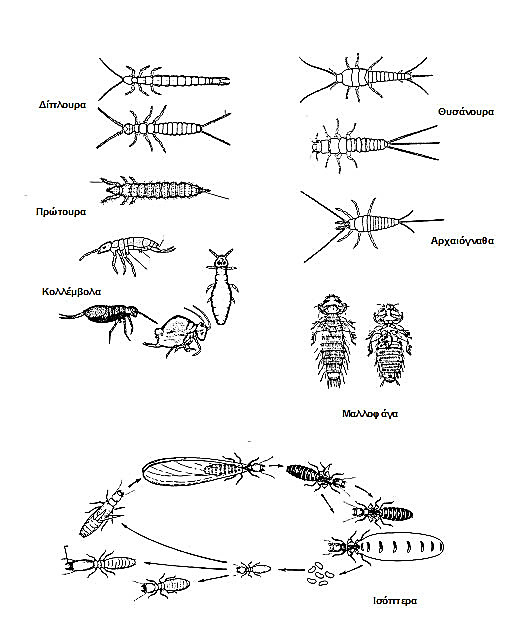 Δίπλουρα
Θυσάνουρα
Πρώτουρα
Αρχαιόγναθα
Κολλέμβολα
Μαλλοφάγα
Ισόπτερα